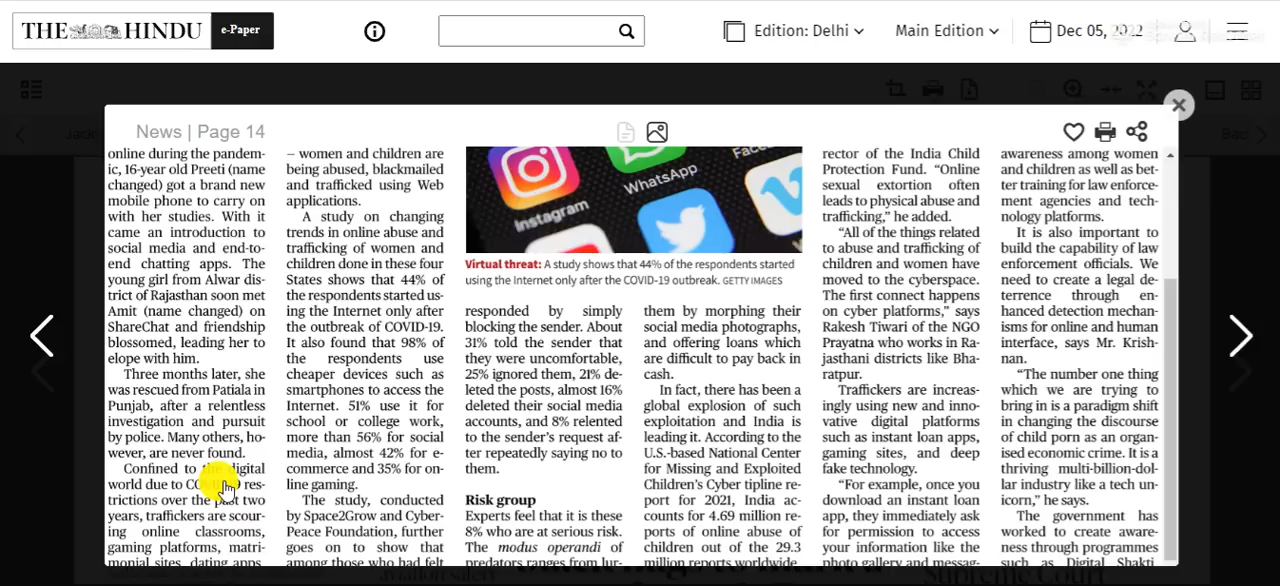 THE HINDU
e-Paper
Edition: Delhi
Main Edition
Dec 05, 2022
News | Page 14
online during the pandem-
ic, 16-year old Preeti (name
changed) got a brand new
mobile phone to carry on
with her studies. With it
came an introduction to
social media and end-to-
end chatting apps. The
young girl from Alwar dis-
trict of Rajasthan soon met
Amit (name changed) on
ShareChat and friendship
blossomed, leading her to
elope with him.
Three months later, she
was rescued from Patiala in
Punjab, after a relentless
investigation and pursuit
by police. Many others, ho-
wever, are never found.
Confined to the digital
world due to COVID-19 res-
trictions over the past two
years, traffickers are scour-
ing online classrooms,
gaming platforms, matri-
monial sites, dating apps,
– women and children are
being abused, blackmailed
and trafficked using Web
applications.
A study on changing
trends in online abuse and
trafficking of women and
children done in these four
States shows that 44% of
the respondents started us-
ing the Internet only after
the outbreak of COVID-19.
It also found that 98% of
the respondents use
cheaper devices such as
smartphones to access the
Internet. 51% use it for
school or college work,
more than 56% for social
media, almost 42% for e-
commerce and 35% for on-
line gaming.
The study, conducted
by Space2Grow and Cyber-
Peace Foundation, further
goes on to show that
among those who had felt
Instagram
WhatsApp
Virtual threat: A study shows that 44% of the respondents started
using the Internet only after the COVID-19 outbreak. GETTY IMAGES
responded by simply
blocking the sender. About
31% told the sender that
they were uncomfortable,
25% ignored them, 21% de-
leted the posts, almost 16%
deleted their social media
accounts, and 8% relented
to the sender's request af-
ter repeatedly saying no to
them.
Risk group
Experts feel that it is these
8% who are at serious risk.
The modus operandi of
predators ranges from lur-
them by morphing their
social media photographs,
and offering loans which
are difficult to pay back in
cash.
In fact, there has been a
global explosion of such
exploitation and India is
leading it. According to the
U.S.-based National Center
for Missing and Exploited
Children's Cyber tipline re-
port for 2021, India ac-
counts for 4.69 million re-
ports of online abuse of
children out of the 29.3
million reports worldwide.
rector of the India Child
Protection Fund. “Online
sexual extortion often
leads to physical abuse and
trafficking,” he added.
“All of the things related
to abuse and trafficking of
children and women have
moved to the cyberspace.
The first connect happens
on cyber platforms,” says
Rakesh Tiwari of the NGO
Prayatna who works in Ra-
jasthani districts like Bha-
ratpur.
Traffickers are increas-
ingly using new and inno-
vative digital platforms
such as instant loan apps,
gaming sites, and deep
fake technology.
“For example, once you
download an instant loan
app, they immediately ask
for permission to access
your information like the
photo gallery and messag-
awareness among women
and children as well as bet-
ter training for law enforce-
ment agencies and tech-
nology platforms.
It is also important to
build the capability of law
enforcement officials. We
need to create a legal de-
terrence through en-
hanced detection mechan-
isms for online and human
interface, says Mr. Krish-
nan.
“The number one thing
which we are trying to
bring in is a paradigm shift
in changing the discourse
of child porn as an organ-
ised economic crime. It is a
thriving multi-billion-dol-
lar industry like a tech un-
icorn,” he says.
The government has
worked to create aware-
ness through programmes
such as Digital Shakti,